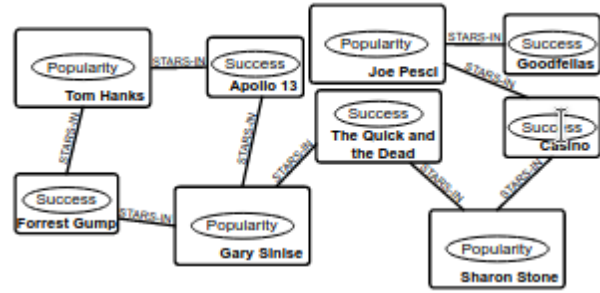 Popularity
Tom Hanks
STARS-IN
Success
Apollo 13
Popularity
Joe Pesci
STARS-IN
Success
Goodfellas
STARS-IN
STARS-IN
STARS-IN
STARS-IN
Success
The Quick and
the Dead
Success
Casino
Success
Forrest Gump
STARS-IN
Popularity
Gary Sinise
STARS-IN
STARS-IN
Popularity
Sharon Stone